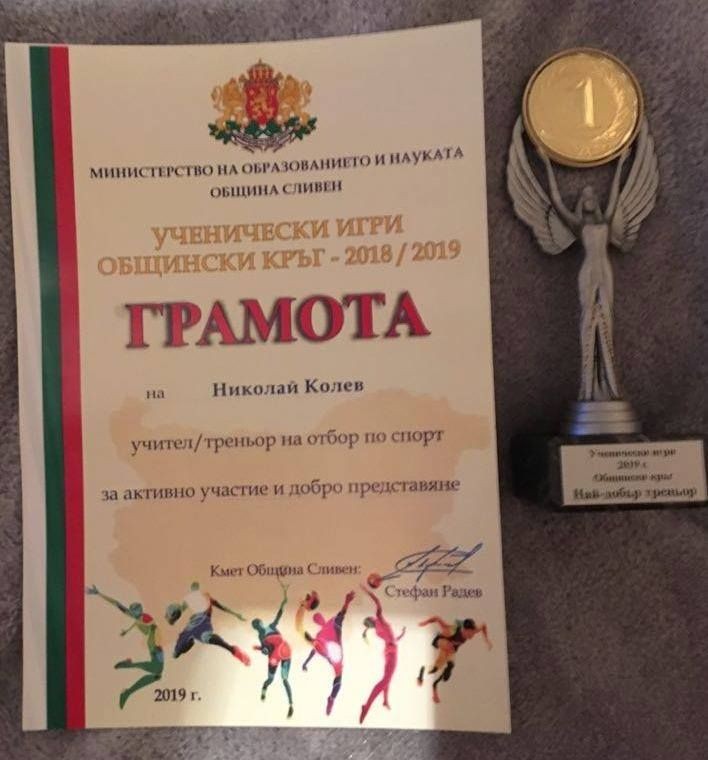 МИНИСТЕРСТВО НА ОБРАЗОВАНИЕТО И НАУКАТА
ОБЩИНА СЛИВЕН
УЧЕНИЧЕСКИ ИГРИ
ОБЩИНСКИ КРЪГ - 2018 / 2019
ГРАМОТА
на Николай Колев
учител/треньор на отбор по спорт
за активно участие и добро представяне
Кмет Община Сливен:
Стефан Радев
2019 г.
1
Ученически игри
2019 г.
Общински кръг
Най-добър треньор